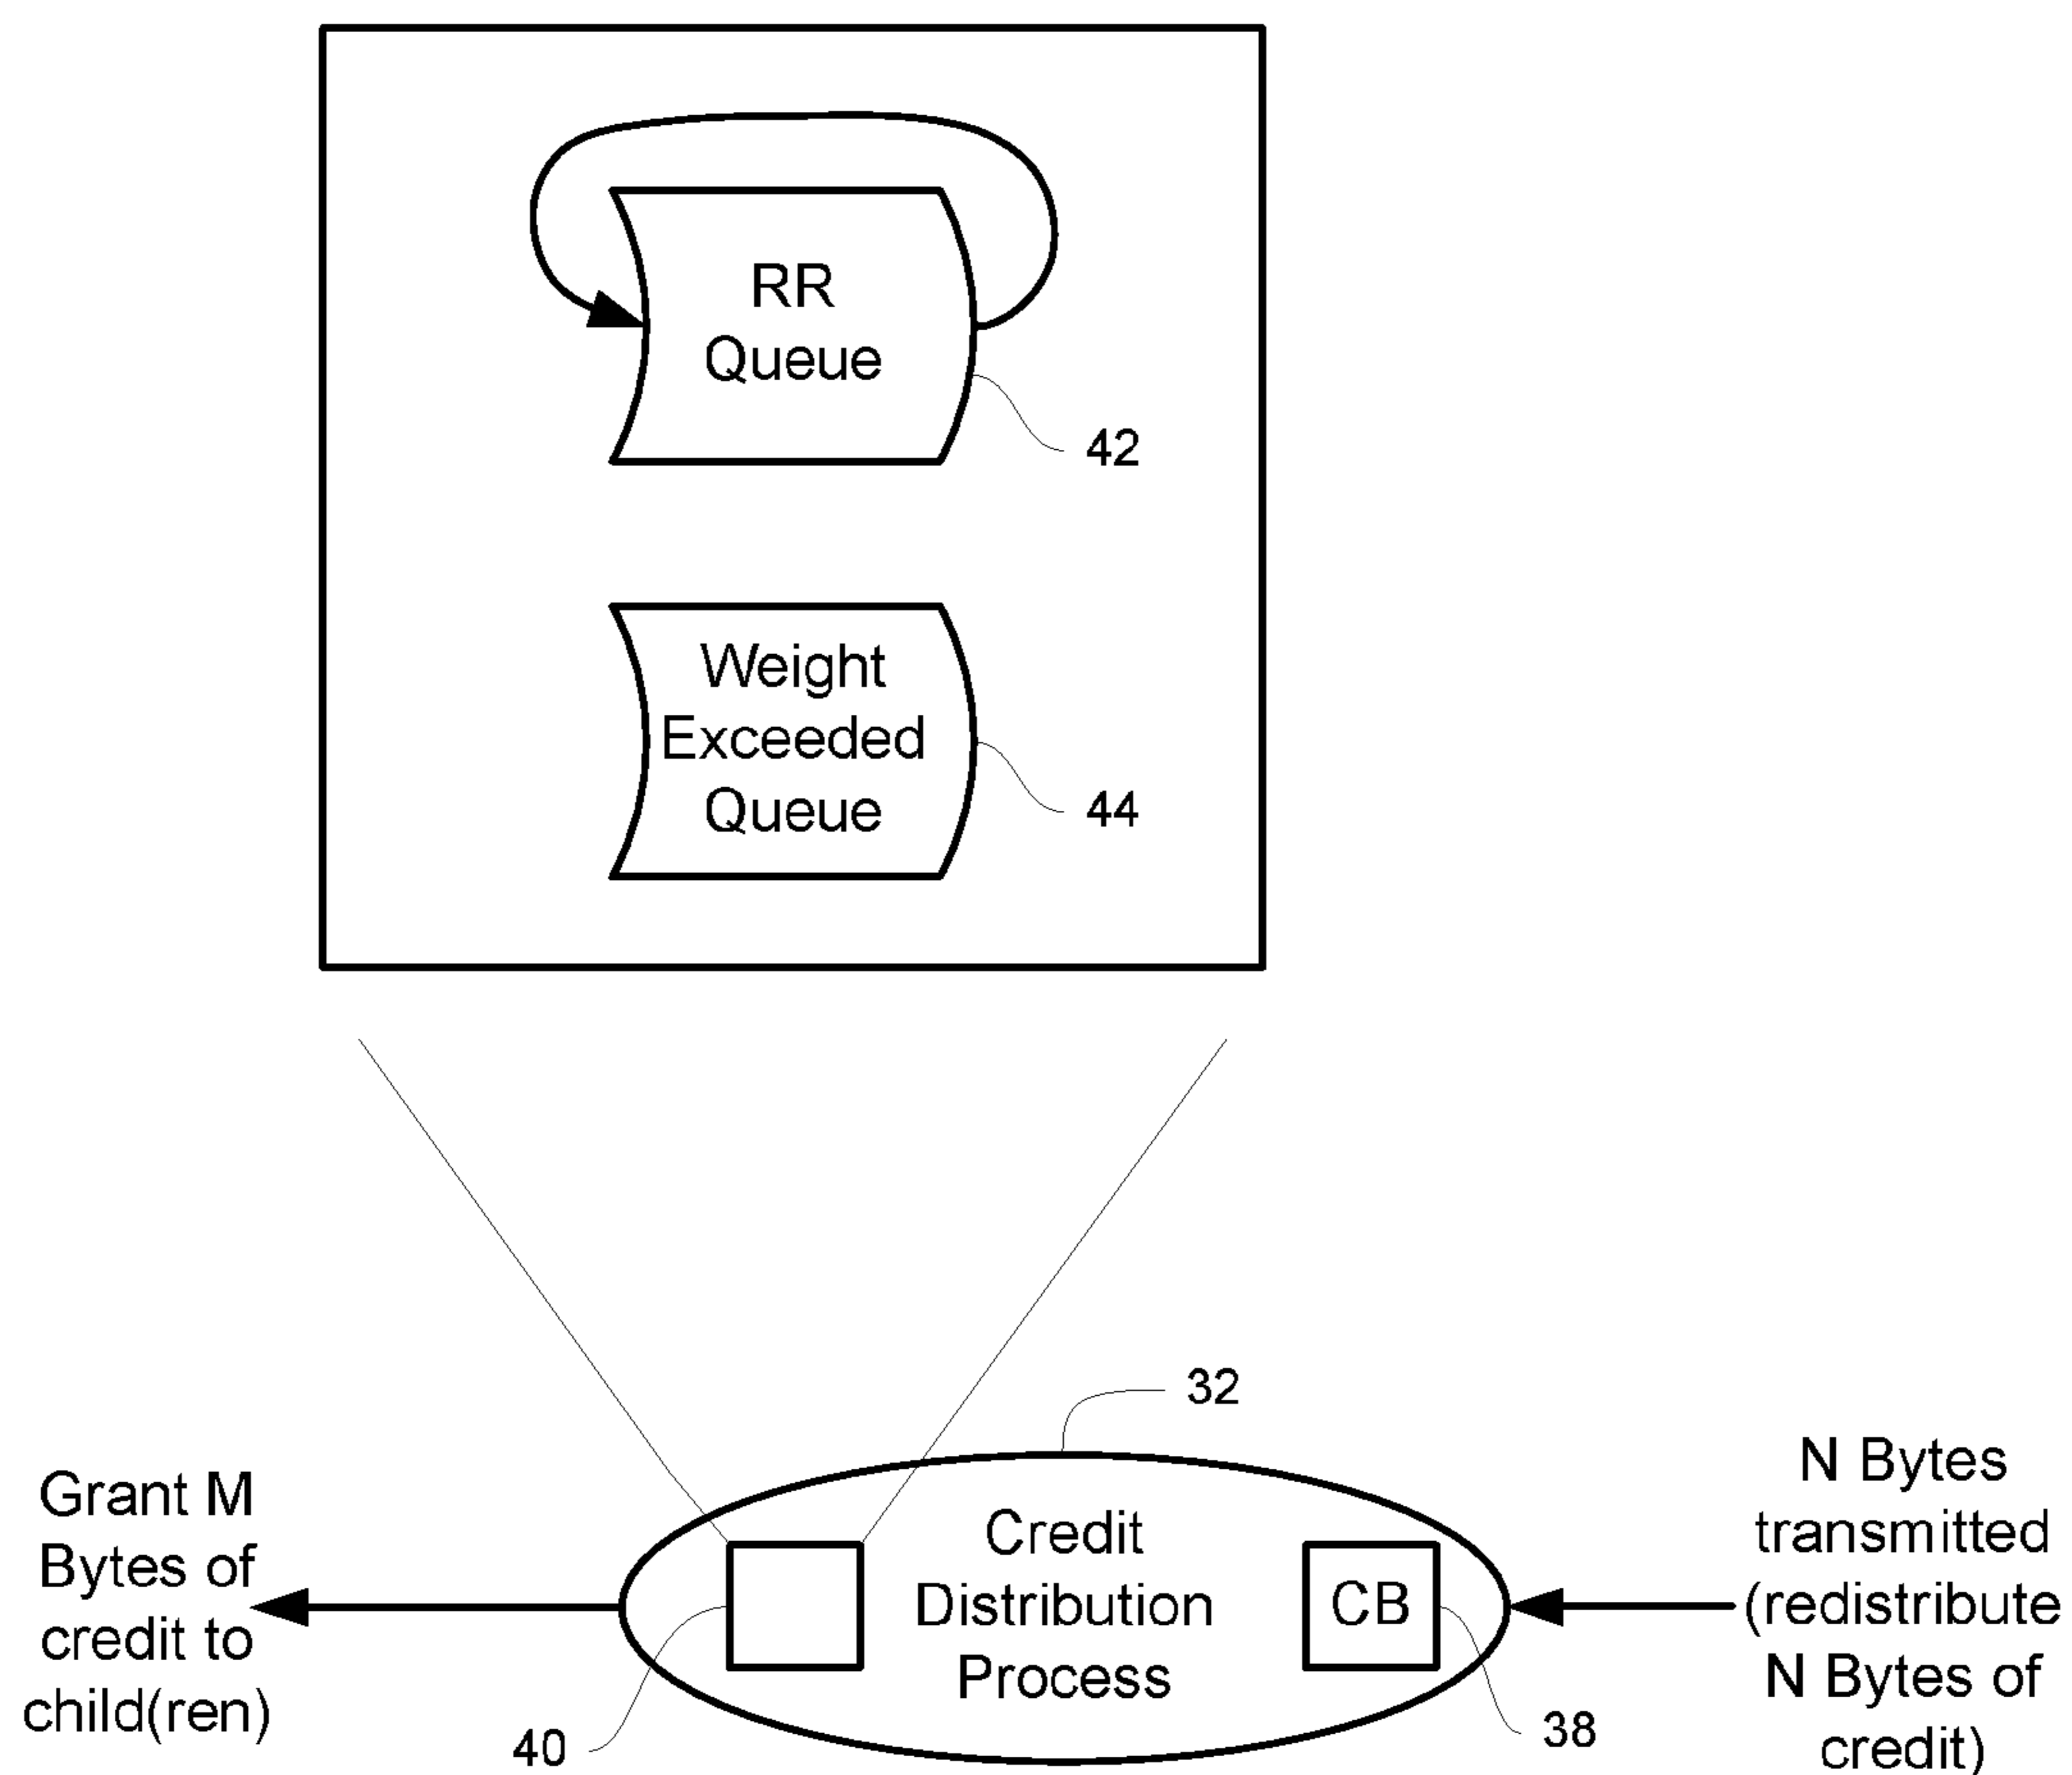 RR
Queue
42
Weight
Exceeded
Queue
44
32
Grant M
Bytes of
credit to
child(ren)
Credit
Distribution
Process
CB
N Bytes
transmitted
(redistribute
N Bytes of
credit)
40
38